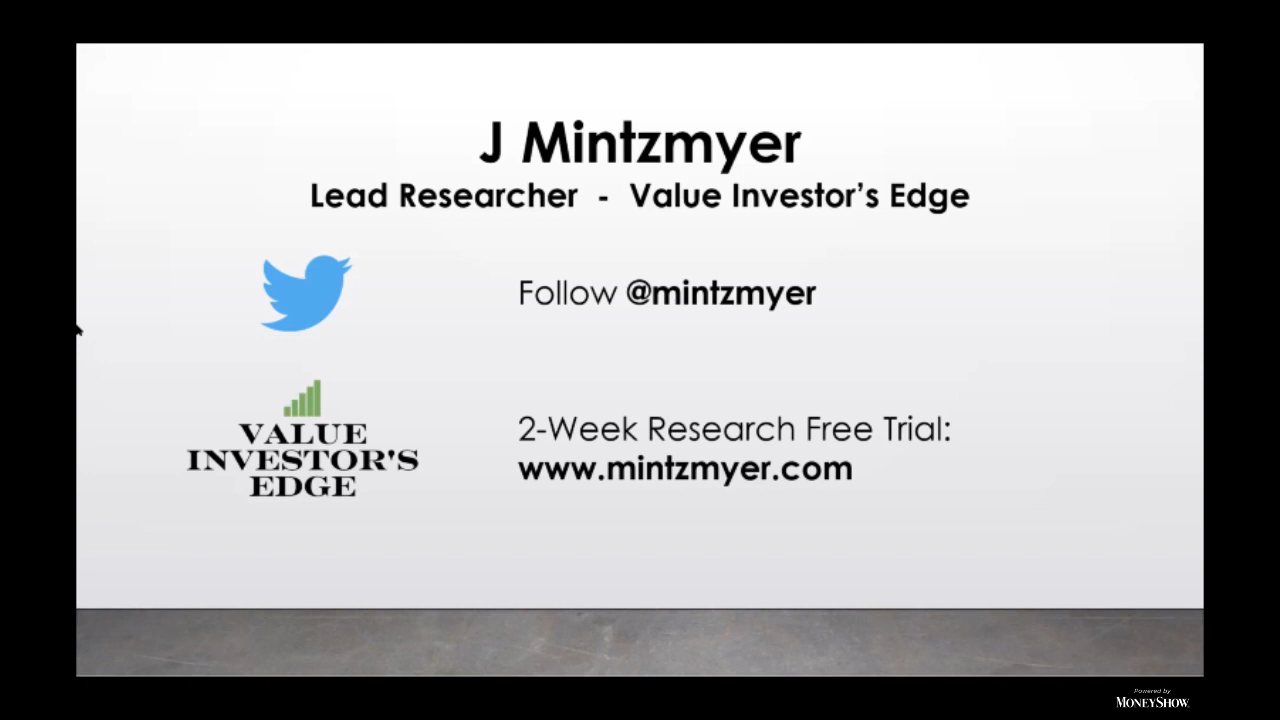 J Mintzmyer
Lead Researcher - Value Investor's Edge
Follow @mintzmyer
VALUE
INVESTOR'S
EDGE
2-Week Research Free Trial:
www.mintzmyer.com
Powered by
MONEYSHOW